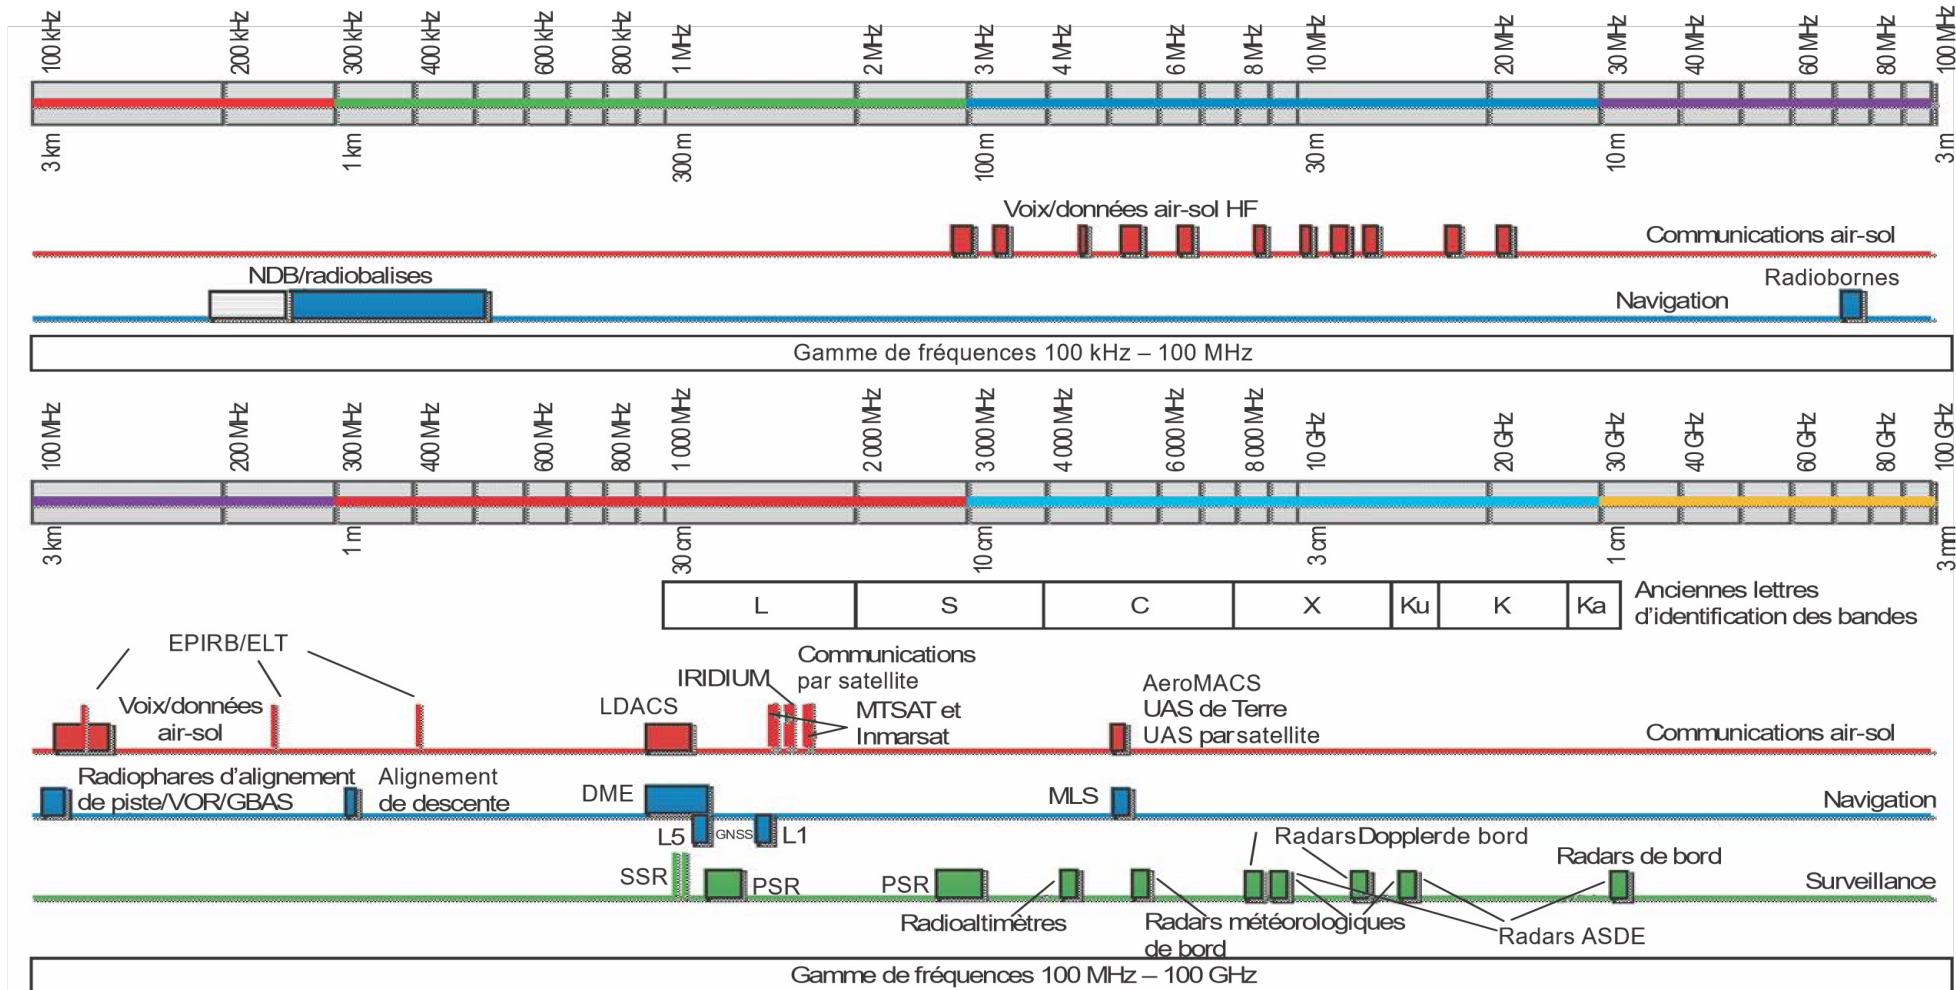 100 kHz 200 kHz 300 kHz 400 kHz 600 kHz 800 kHz 1 MHz 2 MHz 3 MHz 4 MHz 6 MHz 8 MHz 10 MHz 20 MHz 30 MHz 40 MHz 60 MHz 80 MHz 100 MHz
3 km 1 km 300 m 100 m 30 m 10 m 3 m
Voix/données air-sol HF
Communications air-sol
NDB/radiobalises
Radiobornes
Navigation
Gamme de fréquences 100 kHz – 100 MHz
100 MHz 200 MHz 300 MHz 400 MHz 600 MHz 800 MHz 1 000 MHz 2 000 MHz 3 000 MHz 4 000 MHz 6 000 MHz 8 000 MHz 10 GHz 20 GHz 30 GHz 40 GHz 60 GHz 80 GHz 100 GHz
3 km 1 m 30 cm 10 cm 3 cm 1 cm 3 mm
L S C X Ku K Ka
Anciennes lettres
d'identification des bandes
EPIRB/ELT
Voix/données
air-sol
LDACS
IRIDIUM
Communications
par satellite
MTSAT et
Inmarsat
AeroMACS
UAS de Terre
UAS par satellite
Communications air-sol
Radiophares d'alignement
de piste/VOR/GBAS
Alignement
de descente
DME
MLS
Navigation
L5 GNSS L1
Radars Doppler de bord
Radars de bord
SSR PSR PSR
Surveillance
Radioaltimètres
Radars météorologiques
de bord
Radars ASDE
Gamme de fréquences 100 MHz – 100 GHz